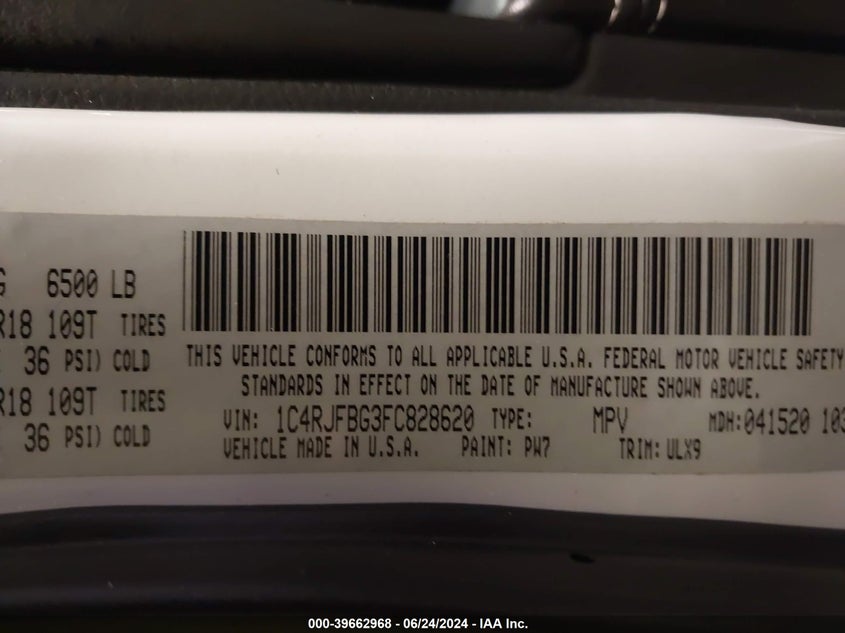 G 6500 LB
R18 109T TIRES
36 PSI) COLD
R18 109T
36 PSI) COLD
THIS VEHICLE CONFORMS TO ALL APPLICABLE U.S.A. FEDERAL MOTOR VEHICLE SAFETY
STANDARDS IN EFFECT ON THE DATE OF MANUFACTURE SHOWN ABOVE.
VIN: 1C4RJFBG3FC828620 TYPE: MPV MDH:041520 103
VEHICLE MADE IN U.S.A. PAINT: PW7 TRIM: ULX9
000-39662968 - 06/24/2024 - IAA Inc.